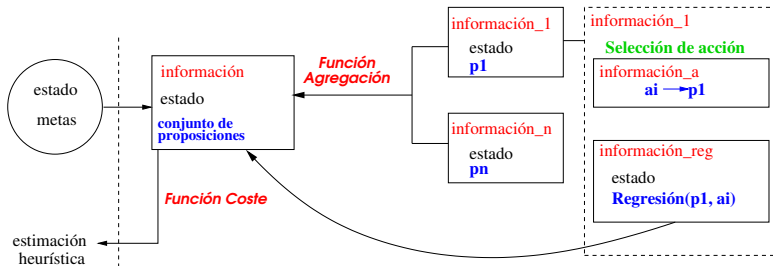 estado
metas
estimación
heurística
información
estado
conjunto de
proposiciones
Función Coste
Función
Agregación
información_1
estado
p1
información_n
estado
pn
información_1
Selección de acción
información_a
ai p1
información_reg
estado
Regresión(p1, ai)